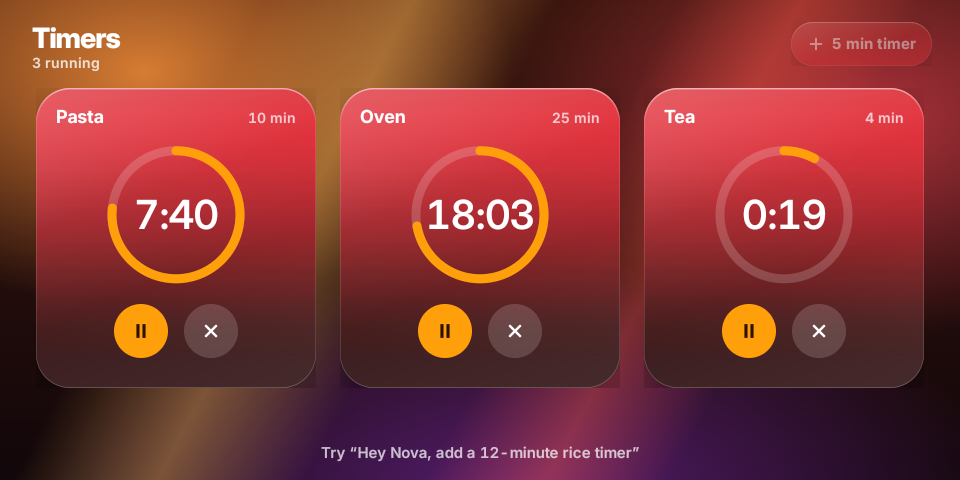 Timers
3 running
+ 5 min timer
Pasta 10 min
7:40
Oven 25 min
18:03
Tea 4 min
0:19
Try “Hey Nova, add a 12-minute rice timer”